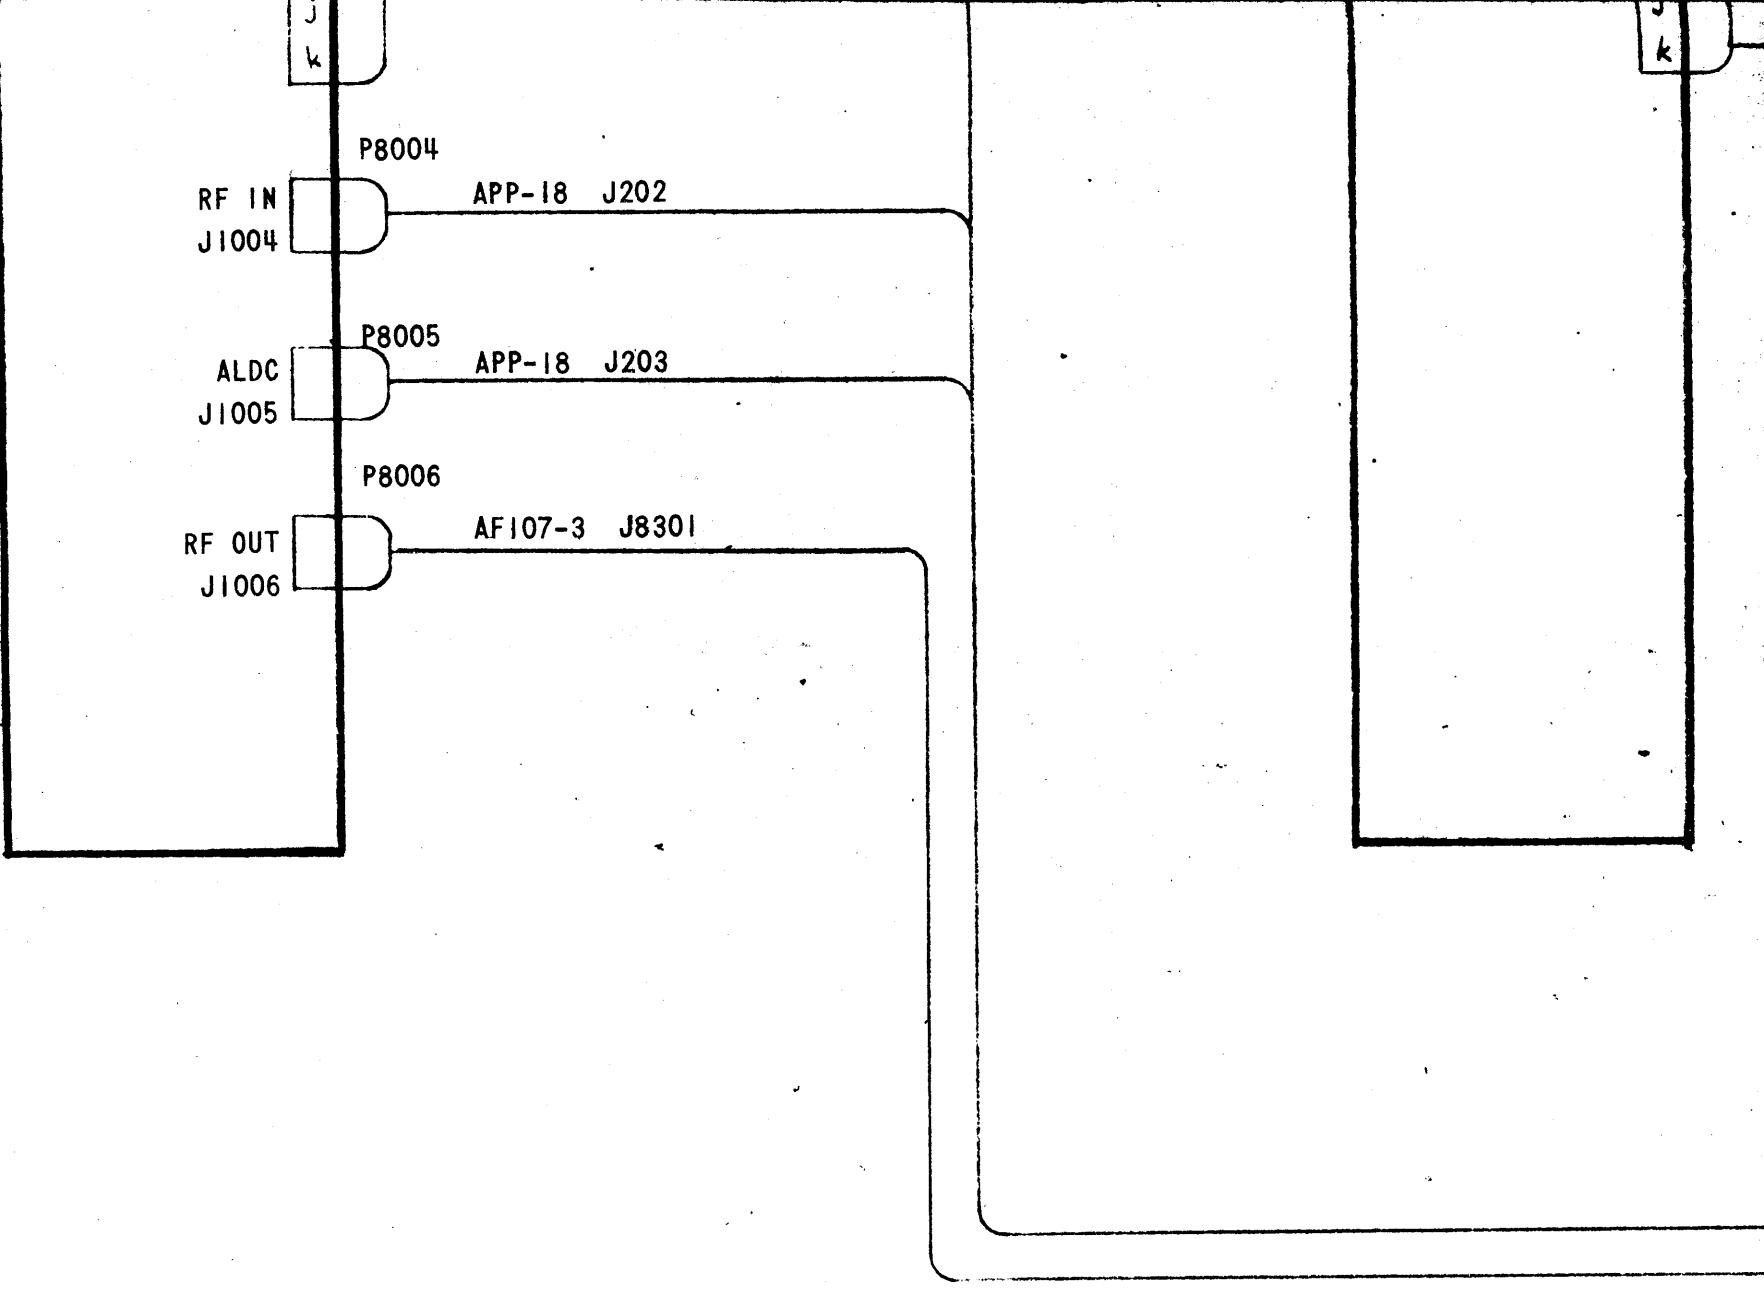 j
k
j
k
P8004
RF IN
APP-18 J202
J1004
P8005
ALDC
APP-18 J203
J1005
P8006
RF OUT
AF107-3 J8301
J1006